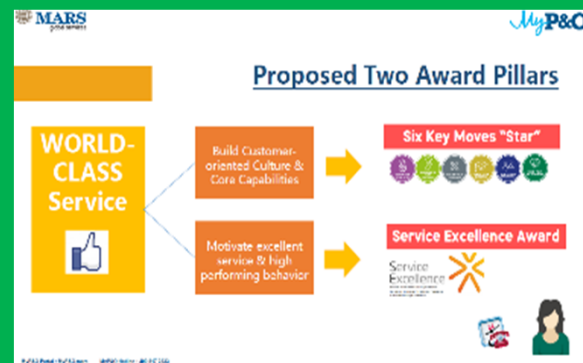 MARS
MyP&O
Proposed Two Award Pillars
WORLD-
CLASS
Service
Build Customer-
oriented Culture &
Core Capabilities
Six Key Moves "Star"
Motivate excellent
service & high
performing behavior
Service Excellence Award
Service
Excellence